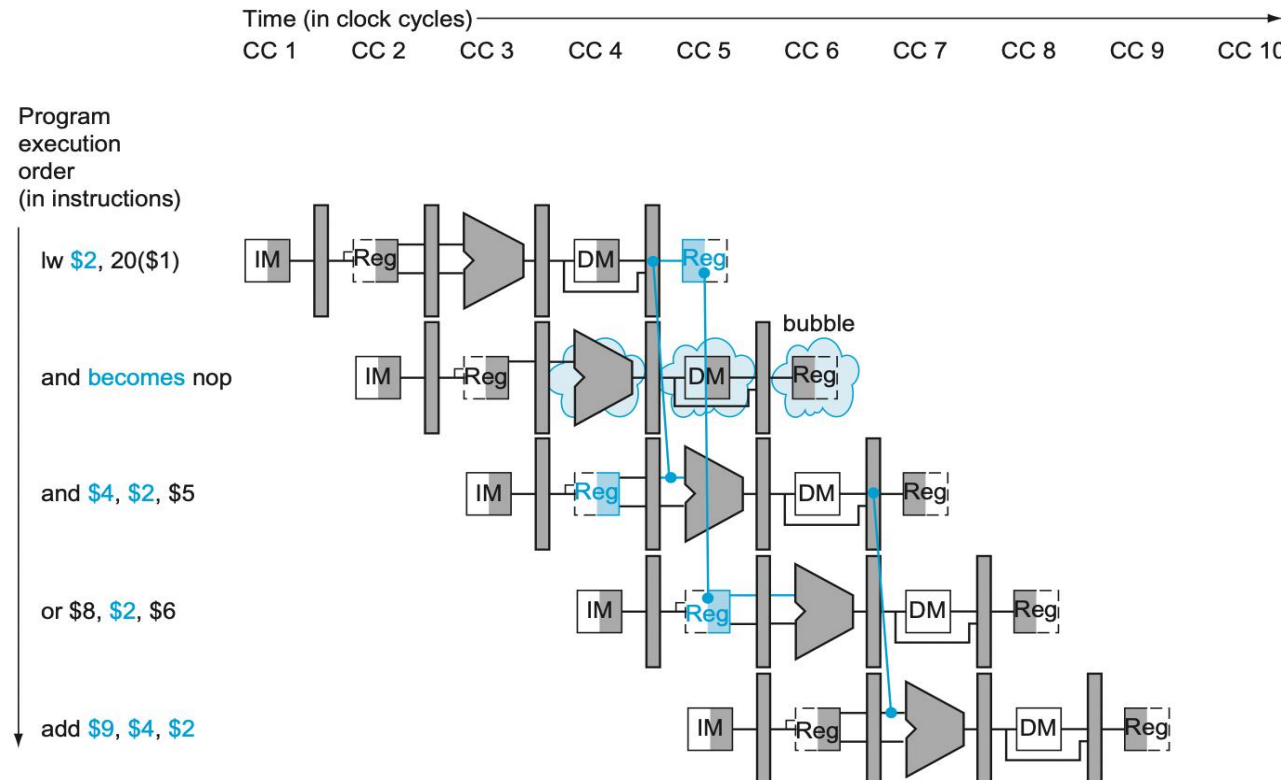 Time (in clock cycles)
CC 1 CC 2 CC 3 CC 4 CC 5 CC 6 CC 7 CC 8 CC 9 CC 10
Program
execution
order
(in instructions)
lw $2, 20($1)
IM Reg DM Reg
bubble
and becomes nop
IM Reg DM Reg
and $4, $2, $5
IM Reg DM Reg
or $8, $2, $6
IM Reg DM Reg
add $9, $4, $2
IM Reg DM Reg